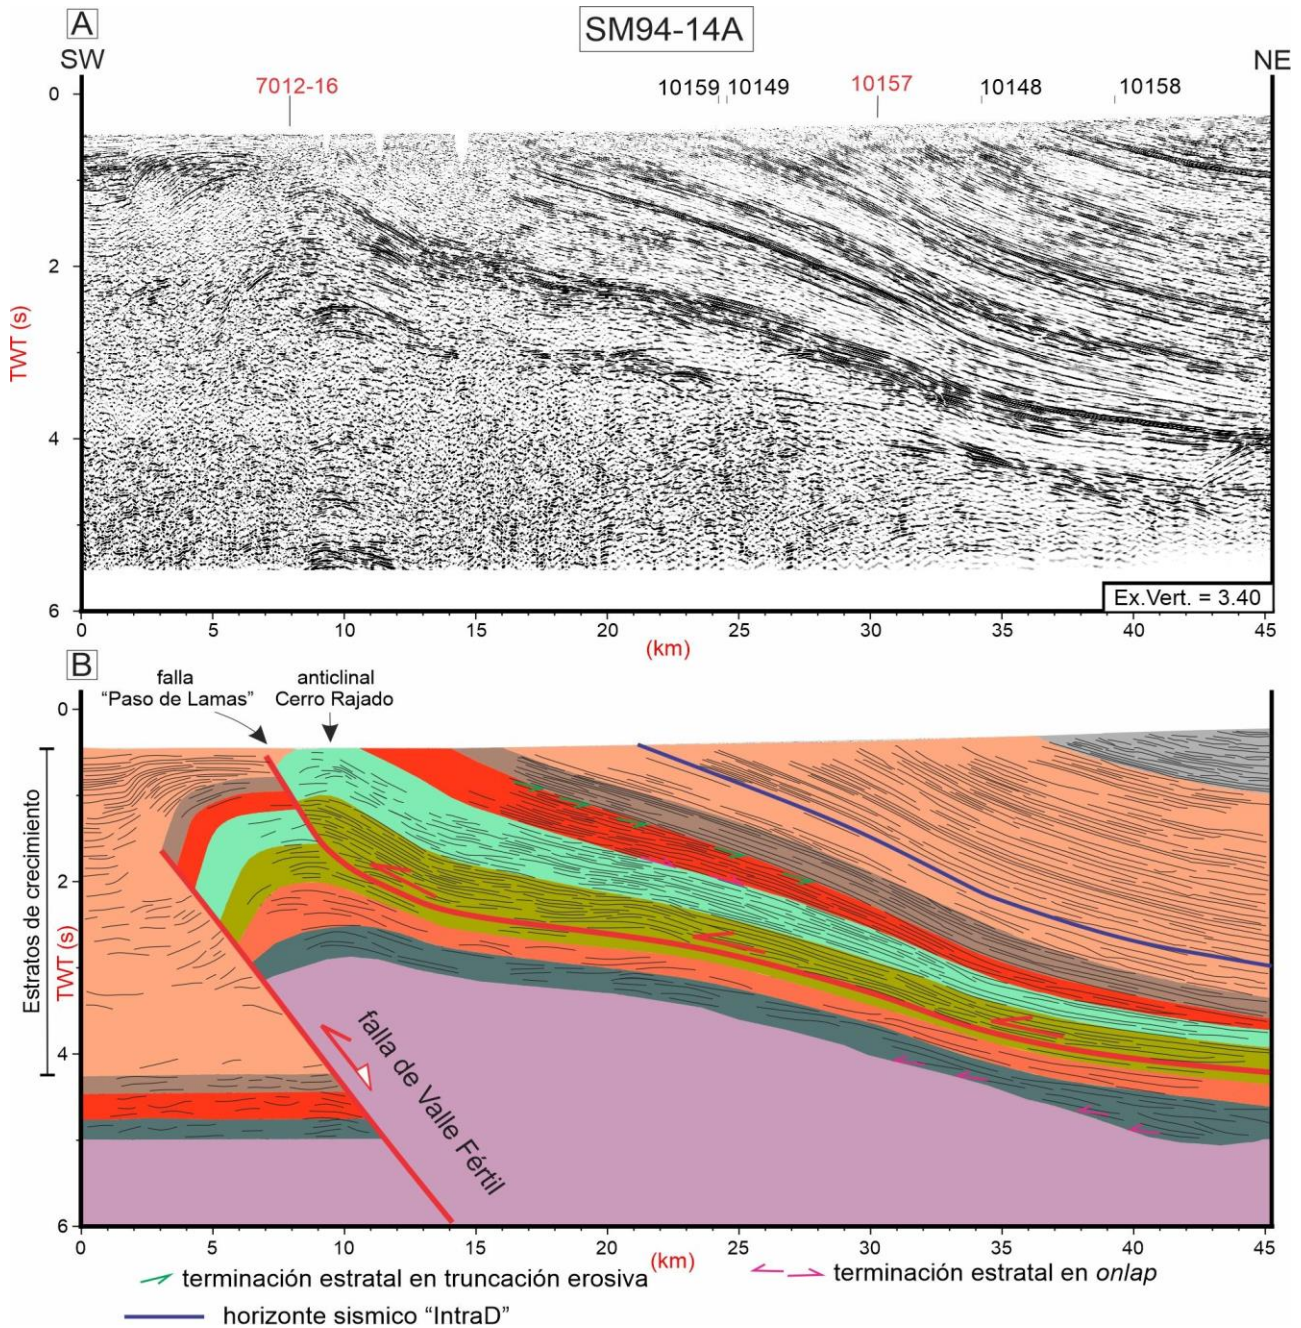 A
SM94-14A
SW
NE
7012-16
10159
10149
10157
10148
10158
0
2
4
6
TWT (s)
Ex.Vert. = 3.40
0 5 10 15 20 25 30 35 40 45
(km)
B
falla
"Paso de Lamas"
anticlinal
Cerro Rajado
0
2
4
6
TWT (s)
Estratos de crecimiento
falla de Valle Fértil
0 5 10 15 20 25 30 35 40 45
(km)
terminación estratal en truncación erosiva
terminación estratal en onlap
horizonte sísmico "IntraD"